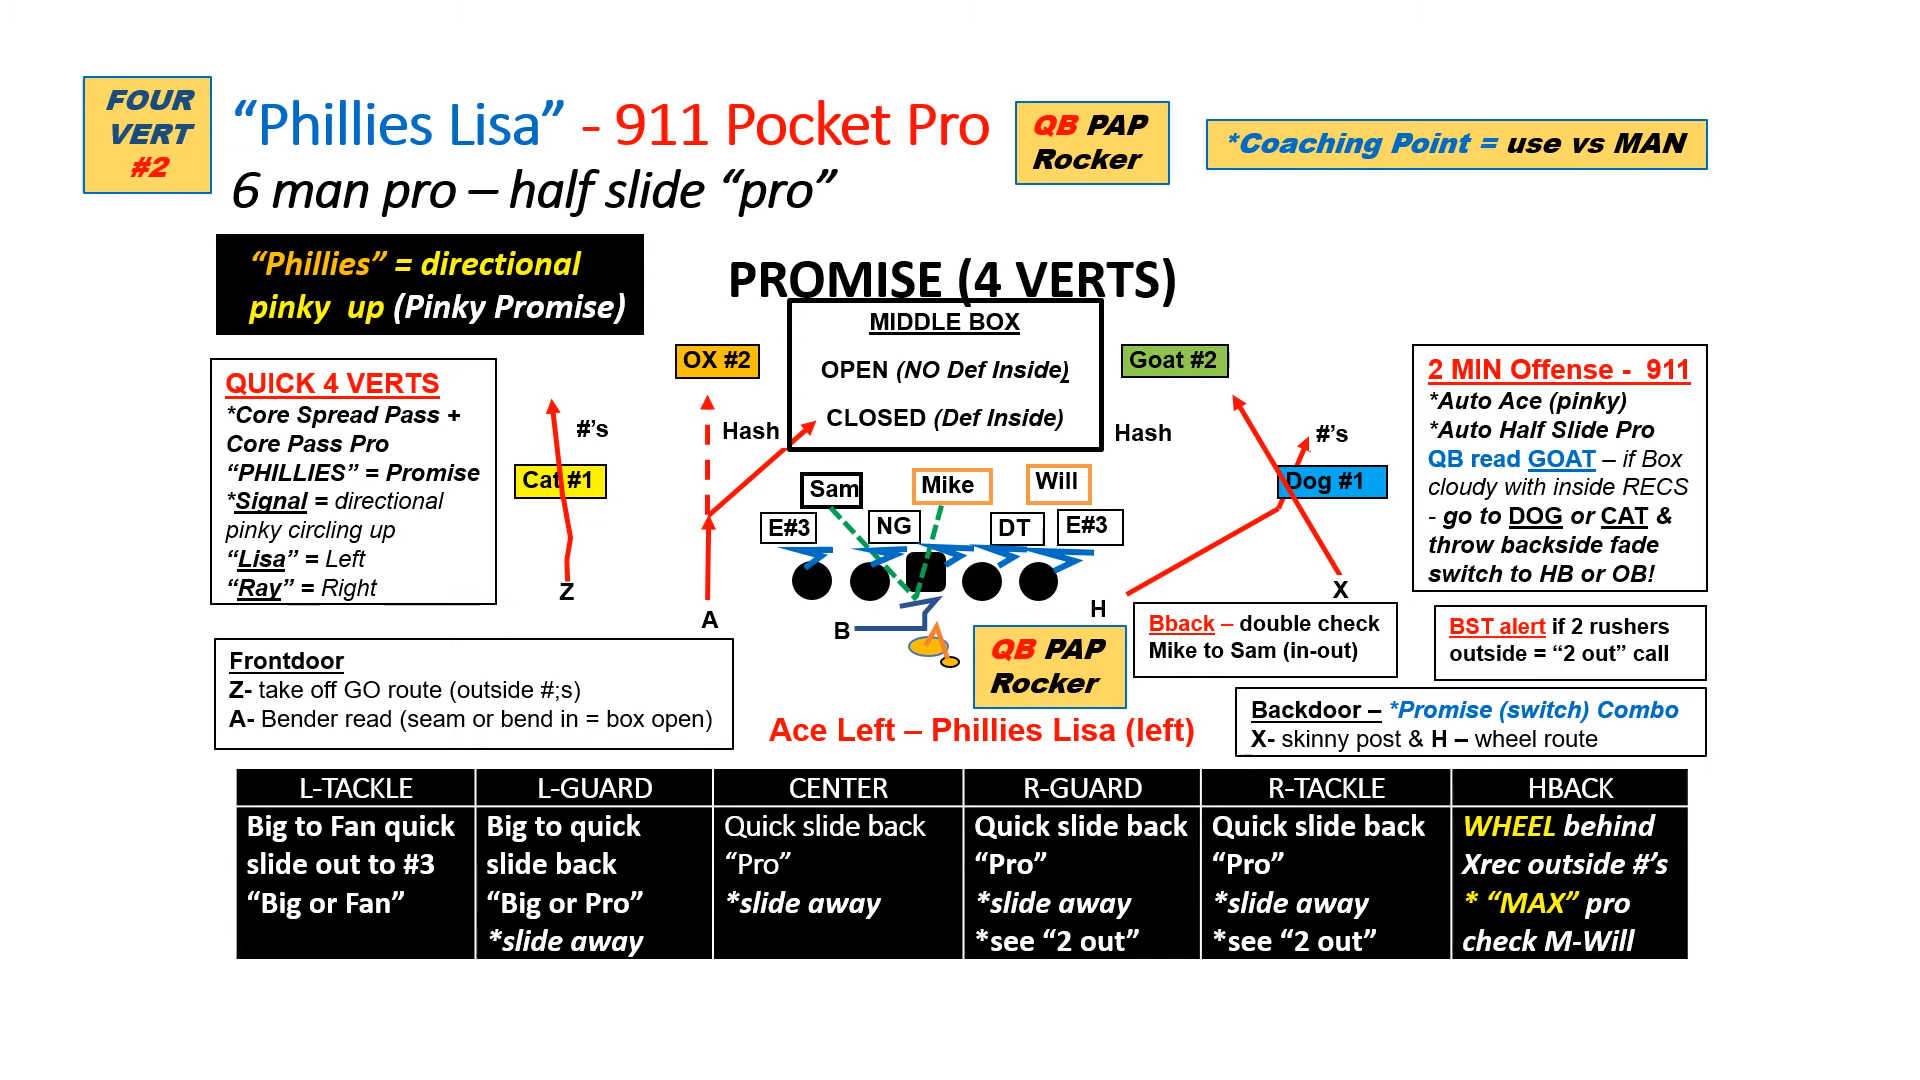 FOUR
VERT
#2
“Phillies Lisa” - 911 Pocket Pro
6 man pro – half slide “pro”
QB PAP
Rocker
*Coaching Point = use vs MAN
“Phillies” = directional
pinky up (Pinky Promise)
PROMISE (4 VERTS)
MIDDLE BOX
OPEN (NO Def Inside)
CLOSED (Def Inside)
OX #2
Goat #2
QUICK 4 VERTS
*Core Spread Pass +
Core Pass Pro
“PHILLIES” = Promise
*Signal = directional
pinky circling up
“Lisa” = Left
“Ray” = Right
#’s
Hash
Hash
#’s
Cat #1
Dog #1
2 MIN Offense - 911
*Auto Ace (pinky)
*Auto Half Slide Pro
QB read GOAT – if Box
cloudy with inside RECS
- go to DOG or CAT &
throw backside fade
switch to HB or OB!
Sam
Mike
Will
E#3
NG
DT
E#3
Z
A
B
H
X
QB PAP
Rocker
Bback – double check
Mike to Sam (in-out)
BST alert if 2 rushers
outside = “2 out” call
Frontdoor
Z- take off GO route (outside #;s)
A- Bender read (seam or bend in = box open)
Ace Left – Phillies Lisa (left)
Backdoor – *Promise (switch) Combo
X- skinny post & H – wheel route
L-TACKLE
L-GUARD
CENTER
R-GUARD
R-TACKLE
HBACK
Big to Fan quick
slide out to #3
“Big or Fan”
Big to quick
slide back
“Big or Pro”
*slide away
Quick slide back
“Pro”
*slide away
Quick slide back
“Pro”
*slide away
*see “2 out”
Quick slide back
“Pro”
*slide away
*see “2 out”
WHEEL behind
Xrec outside #’s
* “MAX” pro
check M-Will